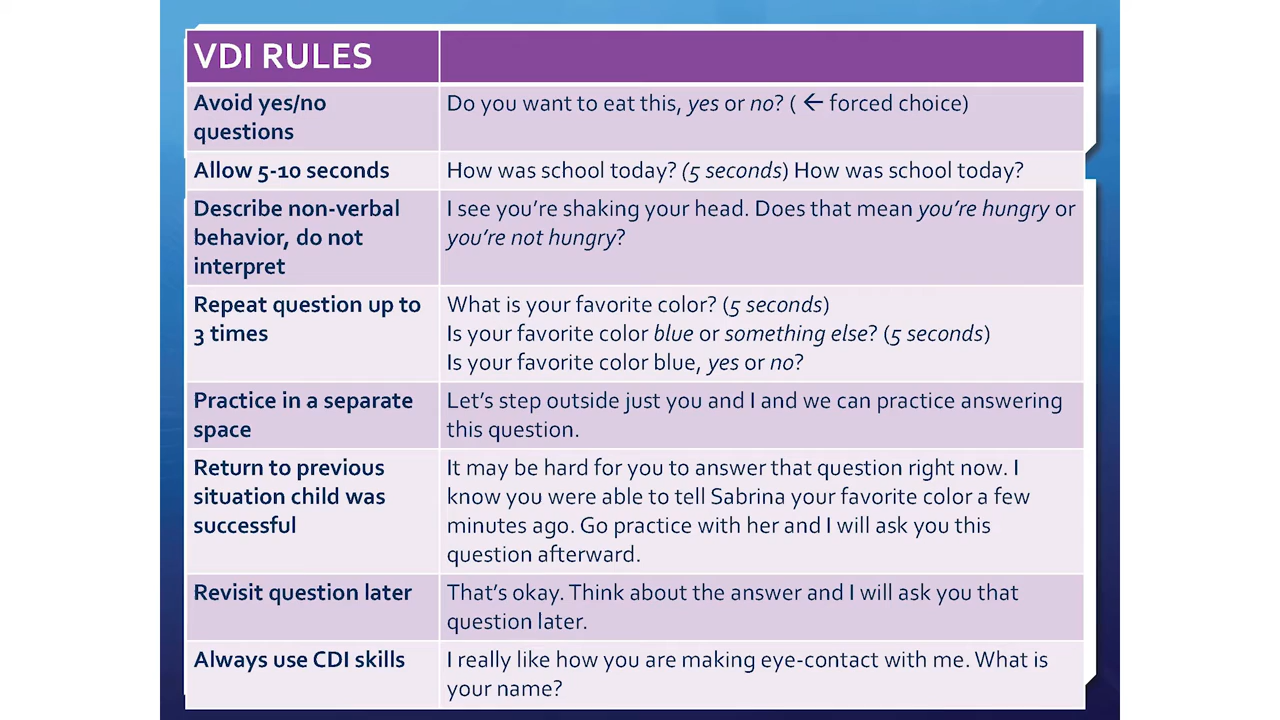 VDI RULES
Avoid yes/no
questions
Do you want to eat this, yes or no? ( ← forced choice)
Allow 5-10 seconds
How was school today? (5 seconds) How was school today?
Describe non-verbal
behavior, do not
interpret
I see you’re shaking your head. Does that mean you’re hungry or
you’re not hungry?
Repeat question up to
3 times
What is your favorite color? (5 seconds)
Is your favorite color blue or something else? (5 seconds)
Is your favorite color blue, yes or no?
Practice in a separate
space
Let’s step outside just you and I and we can practice answering
this question.
Return to previous
situation child was
successful
It may be hard for you to answer that question right now. I
know you were able to tell Sabrina your favorite color a few
minutes ago. Go practice with her and I will ask you this
question afterward.
Revisit question later
That’s okay. Think about the answer and I will ask you that
question later.
Always use CDI skills
I really like how you are making eye-contact with me. What is
your name?